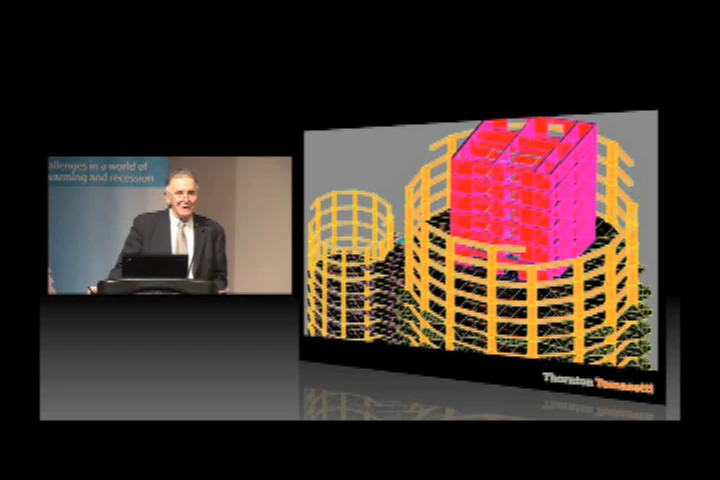 allenges in a world of
warming and recession
Thornton Tomasetti